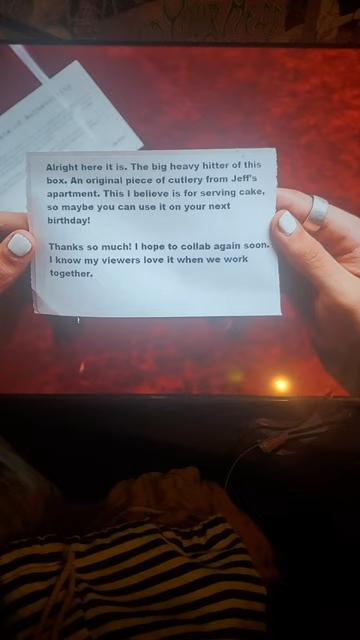 Alright here it is. The big heavy hitter of this
box. An original piece of cutlery from Jeff's
apartment. This I believe is for serving cake,
so maybe you can use it on your next
birthday!
Thanks so much! I hope to collab again soon.
I know my viewers love it when we work
together.